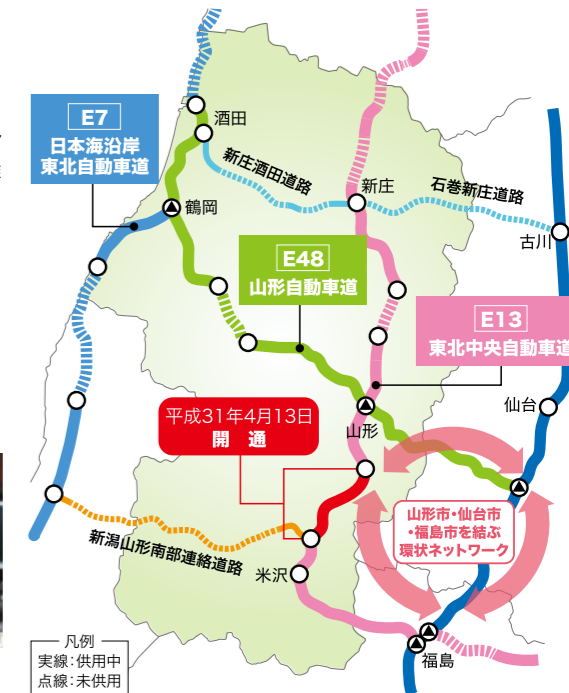 酒田
E7
日本海沿岸
東北自動車道
新庄酒田道路
新庄
石巻新庄道路
鶴岡
古川
E48
山形自動車道
E13
東北中央自動車道
仙台
平成31年4月13日
開 通
山形
山形市・仙台市
・福島市を結ぶ
環状ネットワーク
新潟山形南部連絡道路
米沢
福島
凡例
実線:供用中
点線:未供用